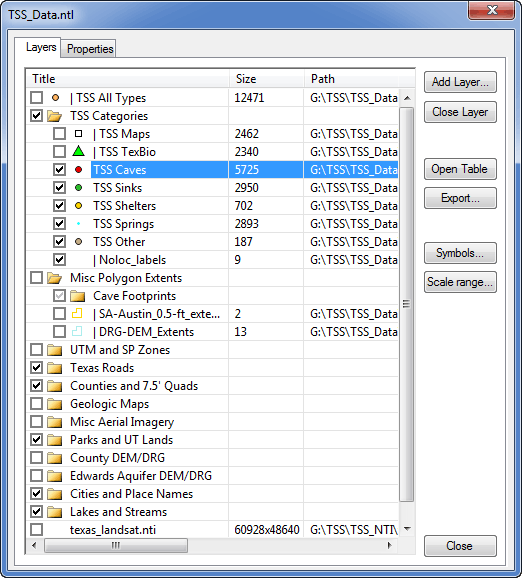 TSS_Data.ntl
Layers Properties
Title Size Path
| TSS All Types 12471 G:\TSS\TSS_Data
TSS Categories
| TSS Maps 2462 G:\TSS\TSS_Data
| TSS TexBio 2340 G:\TSS\TSS_Data
TSS Caves 5725 G:\TSS\TSS_Data
TSS Sinks 2950 G:\TSS\TSS_Data
TSS Shelters 702 G:\TSS\TSS_Data
TSS Springs 2893 G:\TSS\TSS_Data
TSS Other 187 G:\TSS\TSS_Data
| Noloc_labels 9 G:\TSS\TSS_Data
Misc Polygon Extents
Cave Footprints
| SA-Austin_0.5-ft_exte... 2 G:\TSS\TSS_Data
| DRG-DEM_Extents 13 G:\TSS\TSS_Data
UTM and SP Zones
Texas Roads
Counties and 7.5' Quads
Geologic Maps
Misc Aerial Imagery
Parks and UT Lands
County DEM/DRG
Edwards Aquifer DEM/DRG
Cities and Place Names
Lakes and Streams
texas_landsat.nti 60928x48640 G:\TSS\TSS_NTI\
Add Layer...
Close Layer
Open Table
Export...
Symbols...
Scale range...
Close